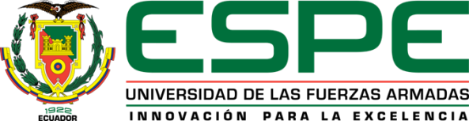 ESPE
UNIVERSIDAD DE LAS FUERZAS ARMADAS
INNOVACIÓN PARA LA EXCELENCIA
1922
ECUADOR